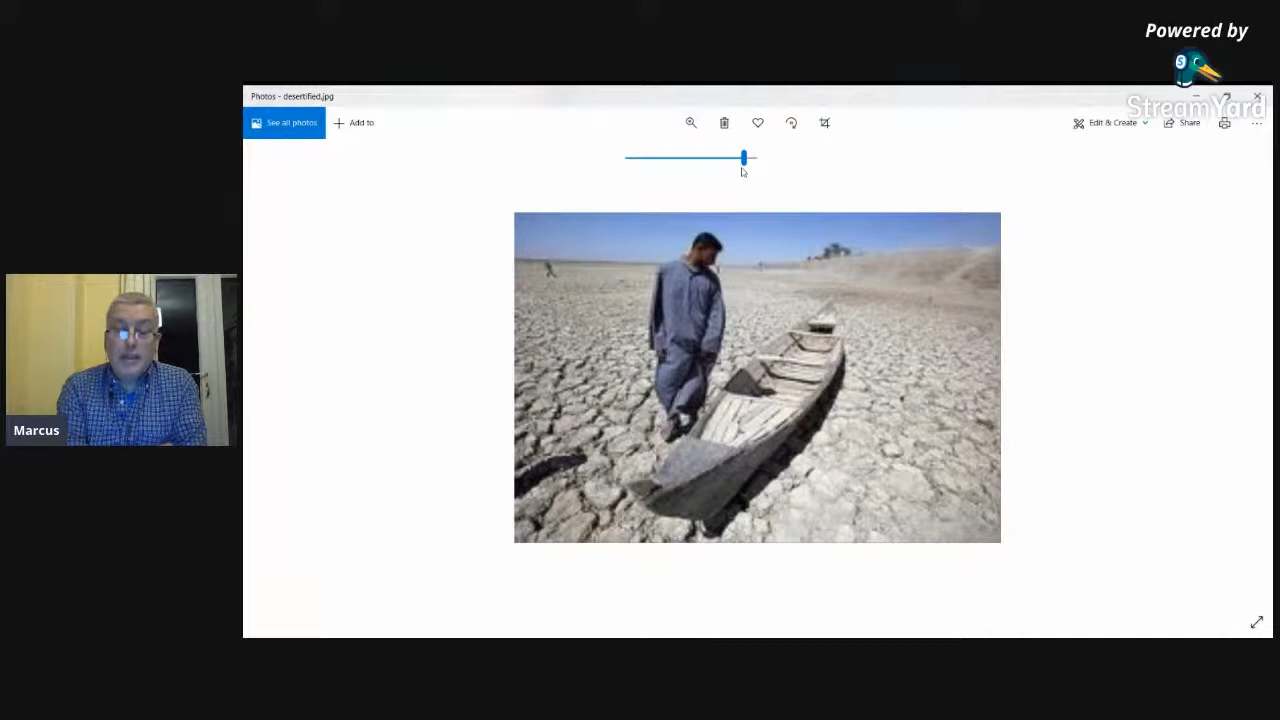 Powered by
StreamYard
Photos - desertified.jpg
See all photos
Add to
Edit & Create
Share
Marcus